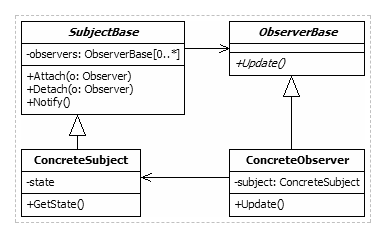 SubjectBase
-observers: ObserverBase[0..*]
+Attach(o: Observer)
+Detach(o: Observer)
+Notify()
ObserverBase
+Update()
ConcreteSubject
-state
+GetState()
ConcreteObserver
-subject: ConcreteSubject
+Update()